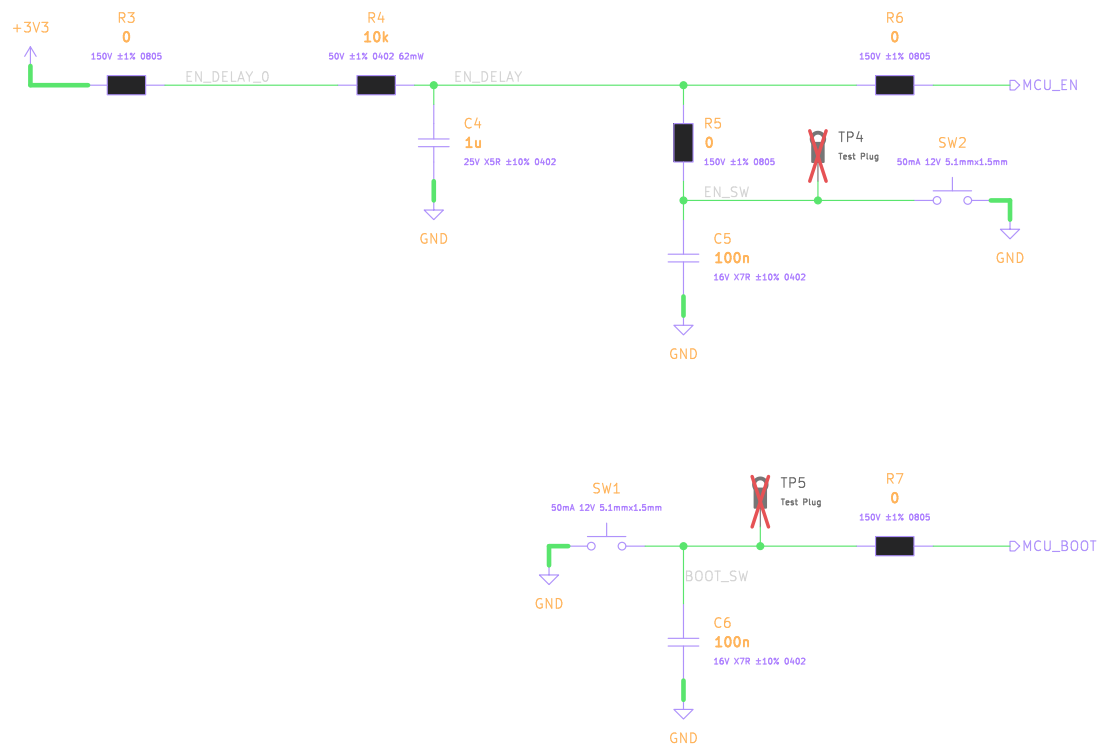 +3V3
R3
0
150V ±1% 0805
EN_DELAY_0
R4
10k
50V ±1% 0402 62mW
EN_DELAY
R6
0
150V ±1% 0805
MCU_EN
C4
1u
25V X5R ±10% 0402
GND
R5
0
150V ±1% 0805
TP4
Test Plug
SW2
50mA 12V 5.1mmx1.5mm
EN_SW
GND
C5
100n
16V X7R ±10% 0402
GND
SW1
50mA 12V 5.1mmx1.5mm
TP5
Test Plug
R7
0
150V ±1% 0805
MCU_BOOT
GND
BOOT_SW
C6
100n
16V X7R ±10% 0402
GND